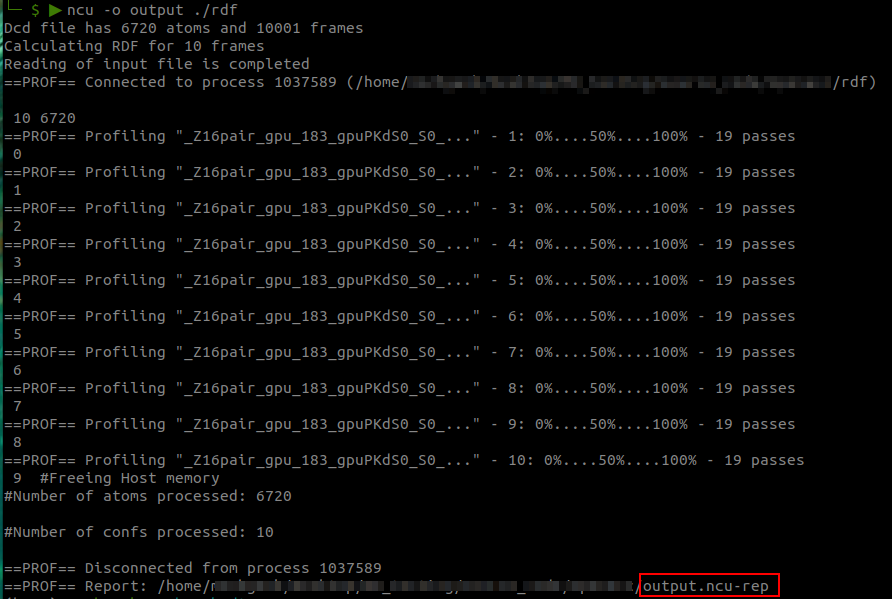 $ ncu -o output ./rdf
Dcd file has 6720 atoms and 10001 frames
Calculating RDF for 10 frames
Reading of input file is completed
==PROF== Connected to process 1037589 (/home/ /rdf)
10 6720
==PROF== Profiling "_Z16pair_gpu_183_gpuPKdS0_S0_..." - 1: 0%....50%....100% - 19 passes
0
==PROF== Profiling "_Z16pair_gpu_183_gpuPKdS0_S0_..." - 2: 0%....50%....100% - 19 passes
1
==PROF== Profiling "_Z16pair_gpu_183_gpuPKdS0_S0_..." - 3: 0%....50%....100% - 19 passes
2
==PROF== Profiling "_Z16pair_gpu_183_gpuPKdS0_S0_..." - 4: 0%....50%....100% - 19 passes
3
==PROF== Profiling "_Z16pair_gpu_183_gpuPKdS0_S0_..." - 5: 0%....50%....100% - 19 passes
4
==PROF== Profiling "_Z16pair_gpu_183_gpuPKdS0_S0_..." - 6: 0%....50%....100% - 19 passes
5
==PROF== Profiling "_Z16pair_gpu_183_gpuPKdS0_S0_..." - 7: 0%....50%....100% - 19 passes
6
==PROF== Profiling "_Z16pair_gpu_183_gpuPKdS0_S0_..." - 8: 0%....50%....100% - 19 passes
7
==PROF== Profiling "_Z16pair_gpu_183_gpuPKdS0_S0_..." - 9: 0%....50%....100% - 19 passes
8
==PROF== Profiling "_Z16pair_gpu_183_gpuPKdS0_S0_..." - 10: 0%....50%....100% - 19 passes
9 #Freeing Host memory
#Number of atoms processed: 6720
#Number of confs processed: 10
==PROF== Disconnected from process 1037589
==PROF== Report: /home/ /output.ncu-rep